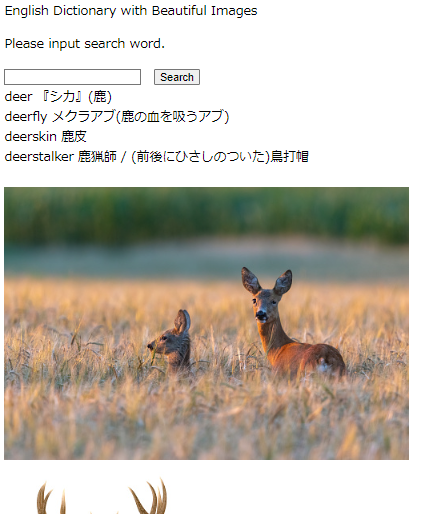 English Dictionary with Beautiful Images
Please input search word.
Search
deer 『シカ』(鹿)
deerfly メクラアブ(鹿の血を吸うアブ)
deerskin 鹿皮
deerstalker 鹿猟師 / (前後にひさしのついた)鳥打帽